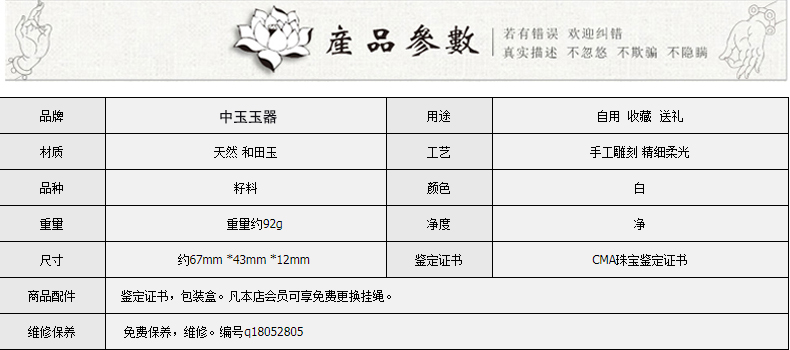 産品參數
若有错误 欢迎纠错
真实描述 不忽悠 不欺骗 不隐瞒
品牌 中玉玉器 用途 自用 收藏 送礼
材质 天然 和田玉 工艺 手工雕刻 精细柔光
品种 籽料 颜色 白
重量 重量约92g 净度 净
尺寸 约67mm *43mm *12mm 鉴定证书 CMA珠宝鉴定证书
商品配件 鉴定证书，包装盒。凡本店会员可享免费更换挂绳。
维修保养 免费保养，维修。编号q18052805